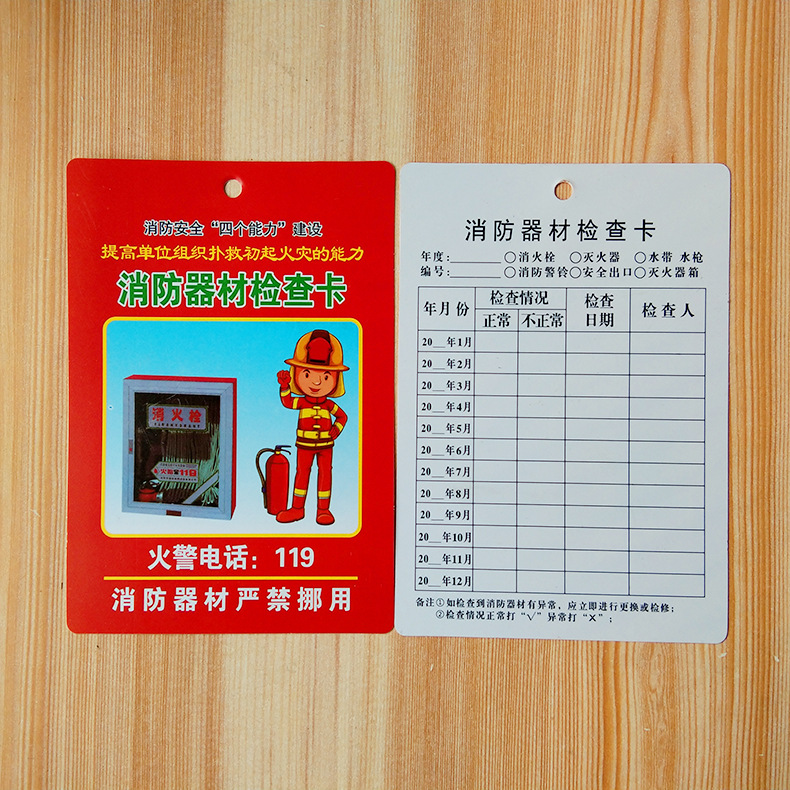 消防安全“四个能力”建设
提高单位组织扑救初起火灾的能力
消防器材检查卡
消火栓
火警电话：119
消防器材严禁挪用
消防器材检查卡
年度：________ ○消火栓 ○灭火器 ○水带 水枪
编号：________ ○消防警铃○安全出口○灭火器箱
年月份 检查情况 检查日期 检查人
正常 不正常
20__年1月
20__年2月
20__年3月
20__年4月
20__年5月
20__年6月
20__年7月
20__年8月
20__年9月
20__年10月
20__年11月
20__年12月
备注①如检查到消防器材有异常，应立即进行更换或检修；
②检查情况正常打“√”异常打“X”；